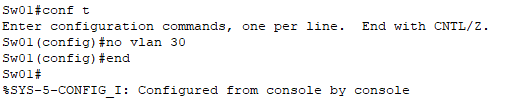 Sw01#conf t
Enter configuration commands, one per line.  End with CNTL/Z.
Sw01(config)#no vlan 30
Sw01(config)#end
Sw01#
%SYS-5-CONFIG_I: Configured from console by console